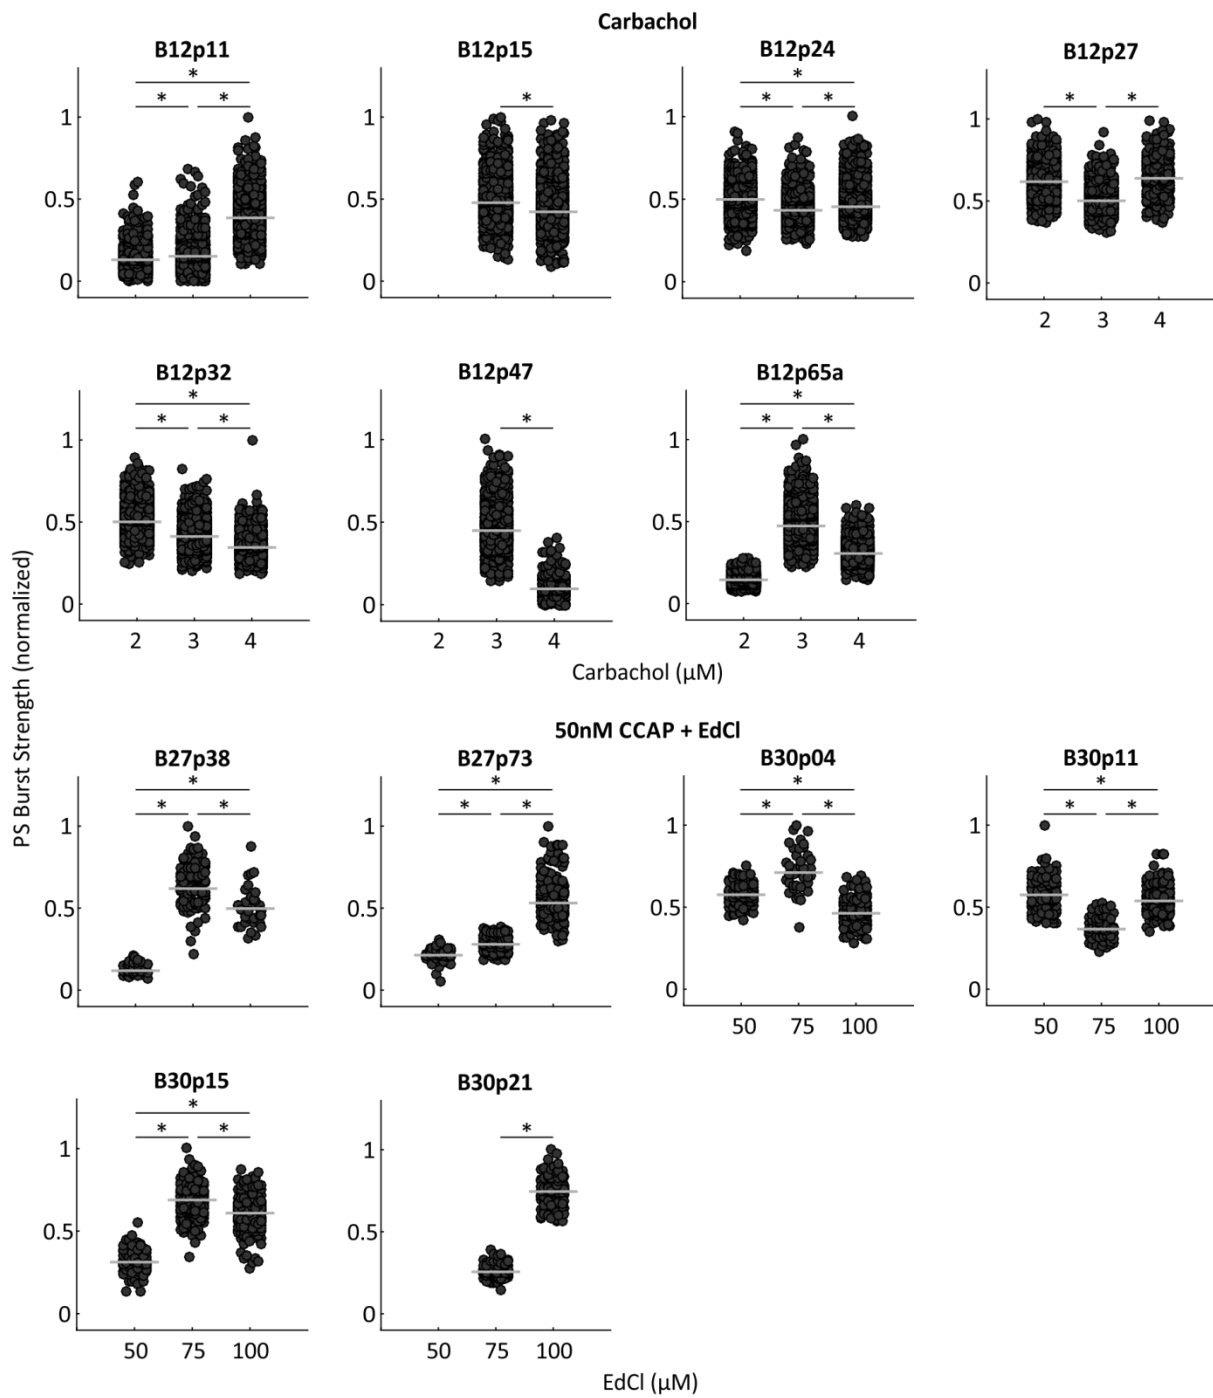 Carbachol
B12p11 B12p15 B12p24 B12p27
* * * * * *
* * * * * * *
1 1 1 1
0.5 0.5 0.5 0.5
0 0 0 0
2 3 4
B12p32 B12p47 B12p65a
* *
* * * * *
1 1 1
0.5 0.5 0.5
0 0 0
2 3 4 2 3 4 2 3 4
Carbachol (µM)
PS Burst Strength (normalized)
50nM CCAP + EdCl
B27p38 B27p73 B30p04 B30p11
* * * *
* * * * * * * *
1 1 1 1
0.5 0.5 0.5 0.5
0 0 0 0
50 75 100 50 75 100
B30p15 B30p21
*
* * *
1 1
0.5 0.5
0 0
50 75 100 50 75 100
EdCl (µM)